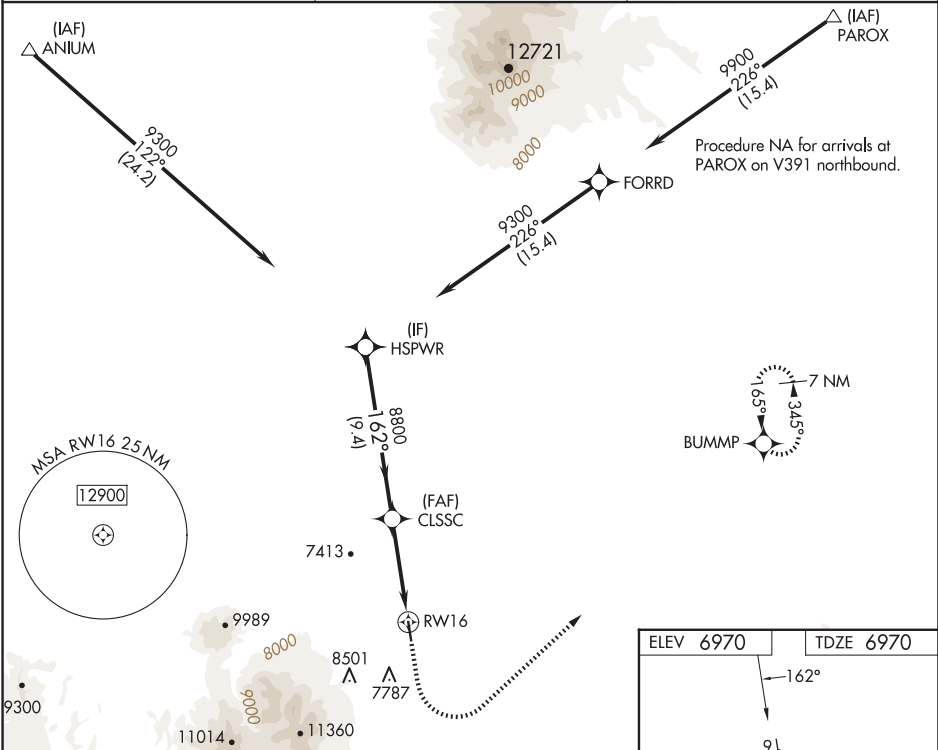 (IAF)
ANIUM
(IAF)
PAROX
12721
10000
9000
8000
9900
226°
(15.4)
Procedure NA for arrivals at
PAROX on V391 northbound.
9300
122°
(24.2)
FORRD
9300
226°
(15.4)
(IF)
HSPWR
8800
162°
(9.4)
7 NM
165°
345°
BUMMP
MSA RW16 25 NM
12900
(FAF)
CLSSC
7413
RW16
9989
8000
8501
7787
9000
9300
11014
11360
ELEV 6970
TDZE 6970
162°